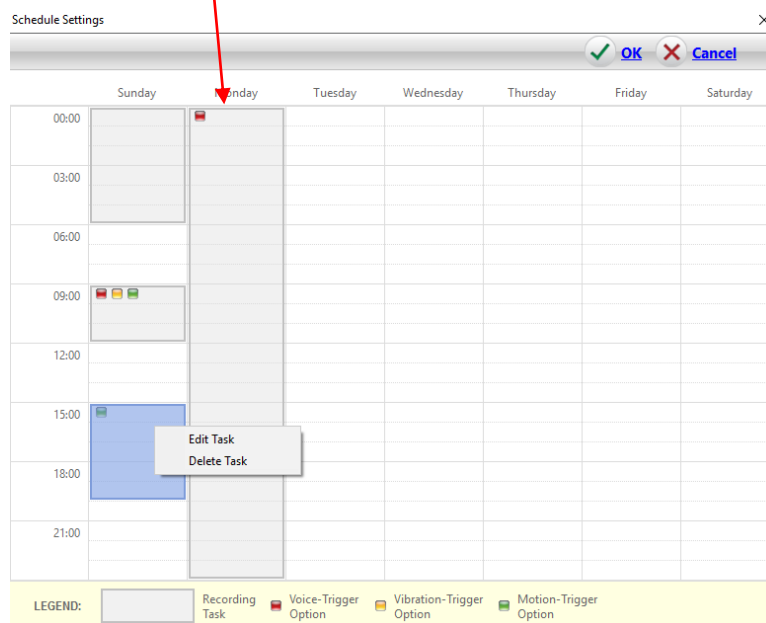 Schedule Settings
OK Cancel
Sunday Monday Tuesday Wednesday Thursday Friday Saturday
00:00
03:00
06:00
09:00
12:00
15:00
Edit Task
Delete Task
18:00
21:00
LEGEND: Recording Task Voice-Trigger Option Vibration-Trigger Option Motion-Trigger Option